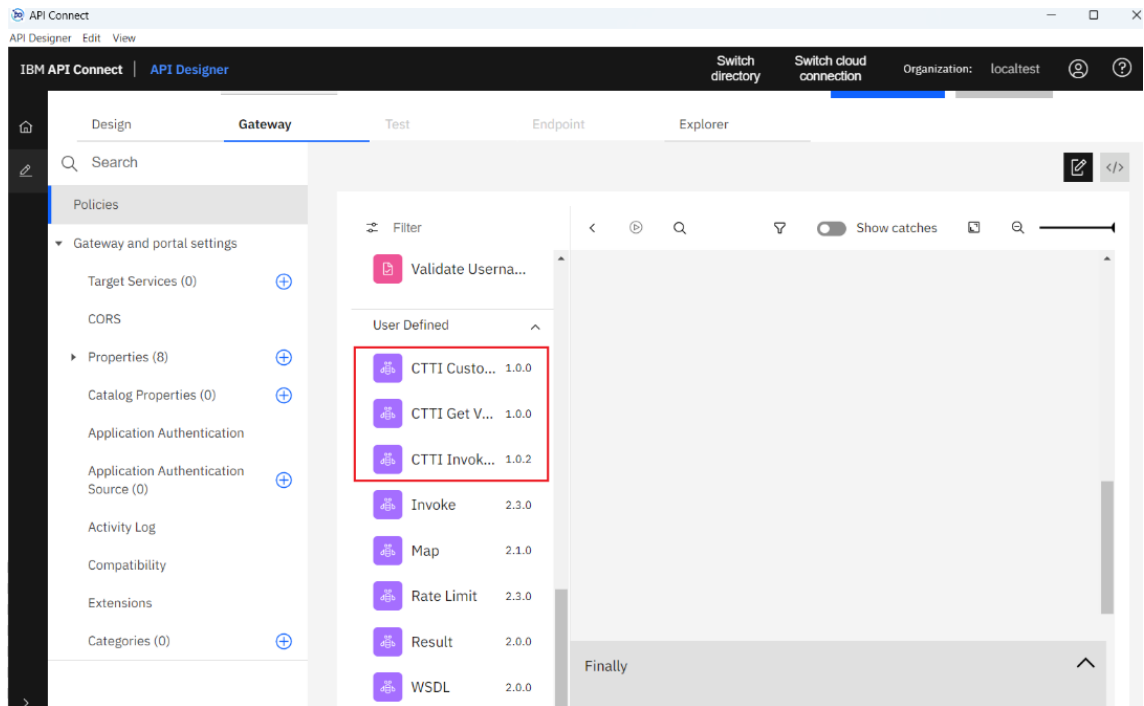 API Connect
API Designer Edit View
IBM API Connect | API Designer
Switch directory
Switch cloud connection
Organization: localtest
Design Gateway Test Endpoint Explorer
Search
Policies
Gateway and portal settings
Target Services (0)
CORS
Properties (8)
Catalog Properties (0)
Application Authentication
Application Authentication
Source (0)
Activity Log
Compatibility
Extensions
Categories (0)
Filter
Show catches
Validate Userna...
User Defined
CTTI Custo... 1.0.0
CTTI Get V... 1.0.0
CTTI Invok... 1.0.2
Invoke 2.3.0
Map 2.1.0
Rate Limit 2.3.0
Result 2.0.0
WSDL 2.0.0
Finally